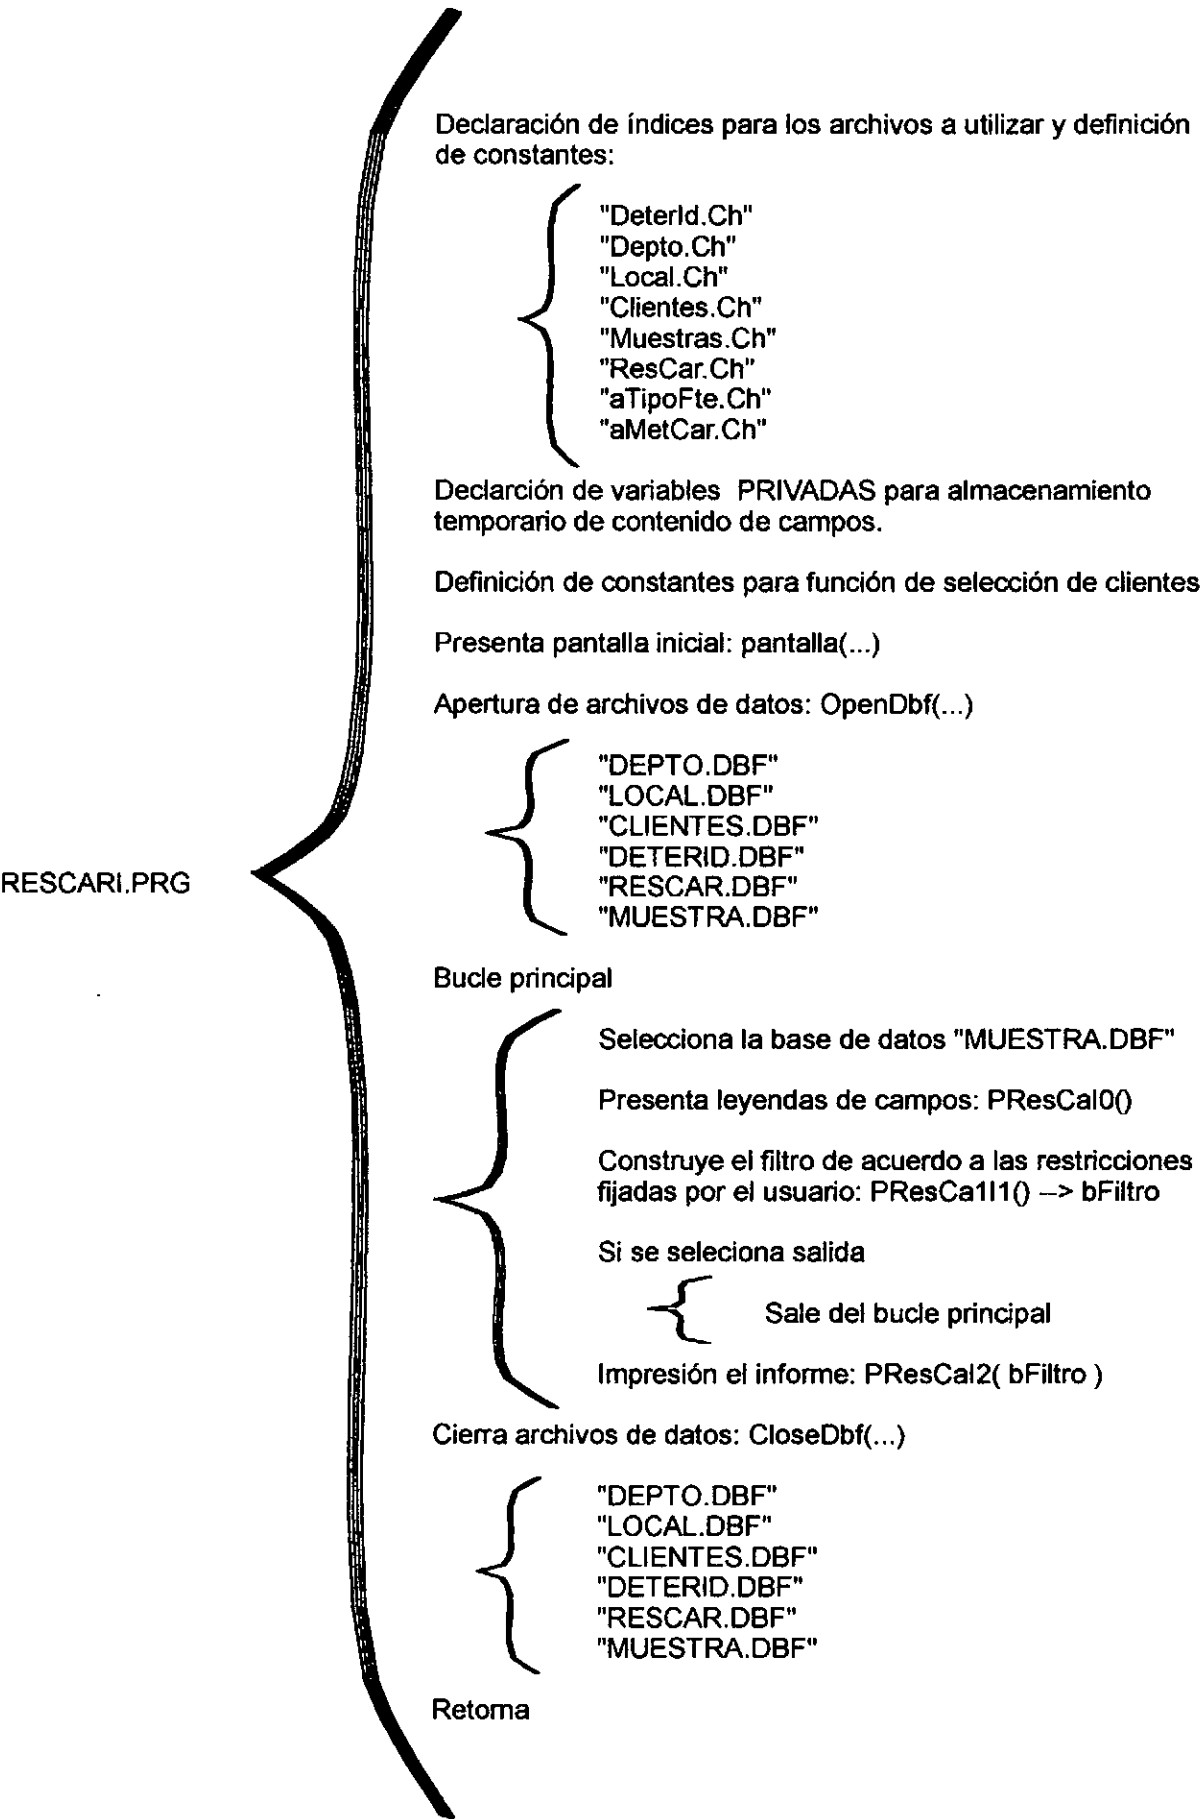 Declaración de índices para los archivos a utilizar y definición
de constantes:
"DeterId.Ch"
"Depto.Ch"
"Local.Ch"
"Clientes.Ch"
"Muestras.Ch"
"ResCar.Ch"
"aTipoFte.Ch"
"aMetCar.Ch"
Declarción de variables PRIVADAS para almacenamiento
temporario de contenido de campos.
Definición de constantes para función de selección de clientes
Presenta pantalla inicial: pantalla(...)
Apertura de archivos de datos: OpenDbf(...)
"DEPTO.DBF"
"LOCAL.DBF"
"CLIENTES.DBF"
"DETERID.DBF"
"RESCAR.DBF"
"MUESTRA.DBF"
RESCARI.PRG
Bucle principal
Selecciona la base de datos "MUESTRA.DBF"
Presenta leyendas de campos: PResCaI0()
Construye el filtro de acuerdo a las restricciones
fijadas por el usuario: PResCa1I1() –> bFiltro
Si se seleciona salida
Sale del bucle principal
Impresión el informe: PResCaI2( bFiltro )
Cierra archivos de datos: CloseDbf(...)
"DEPTO.DBF"
"LOCAL.DBF"
"CLIENTES.DBF"
"DETERID.DBF"
"RESCAR.DBF"
"MUESTRA.DBF"
Retorna